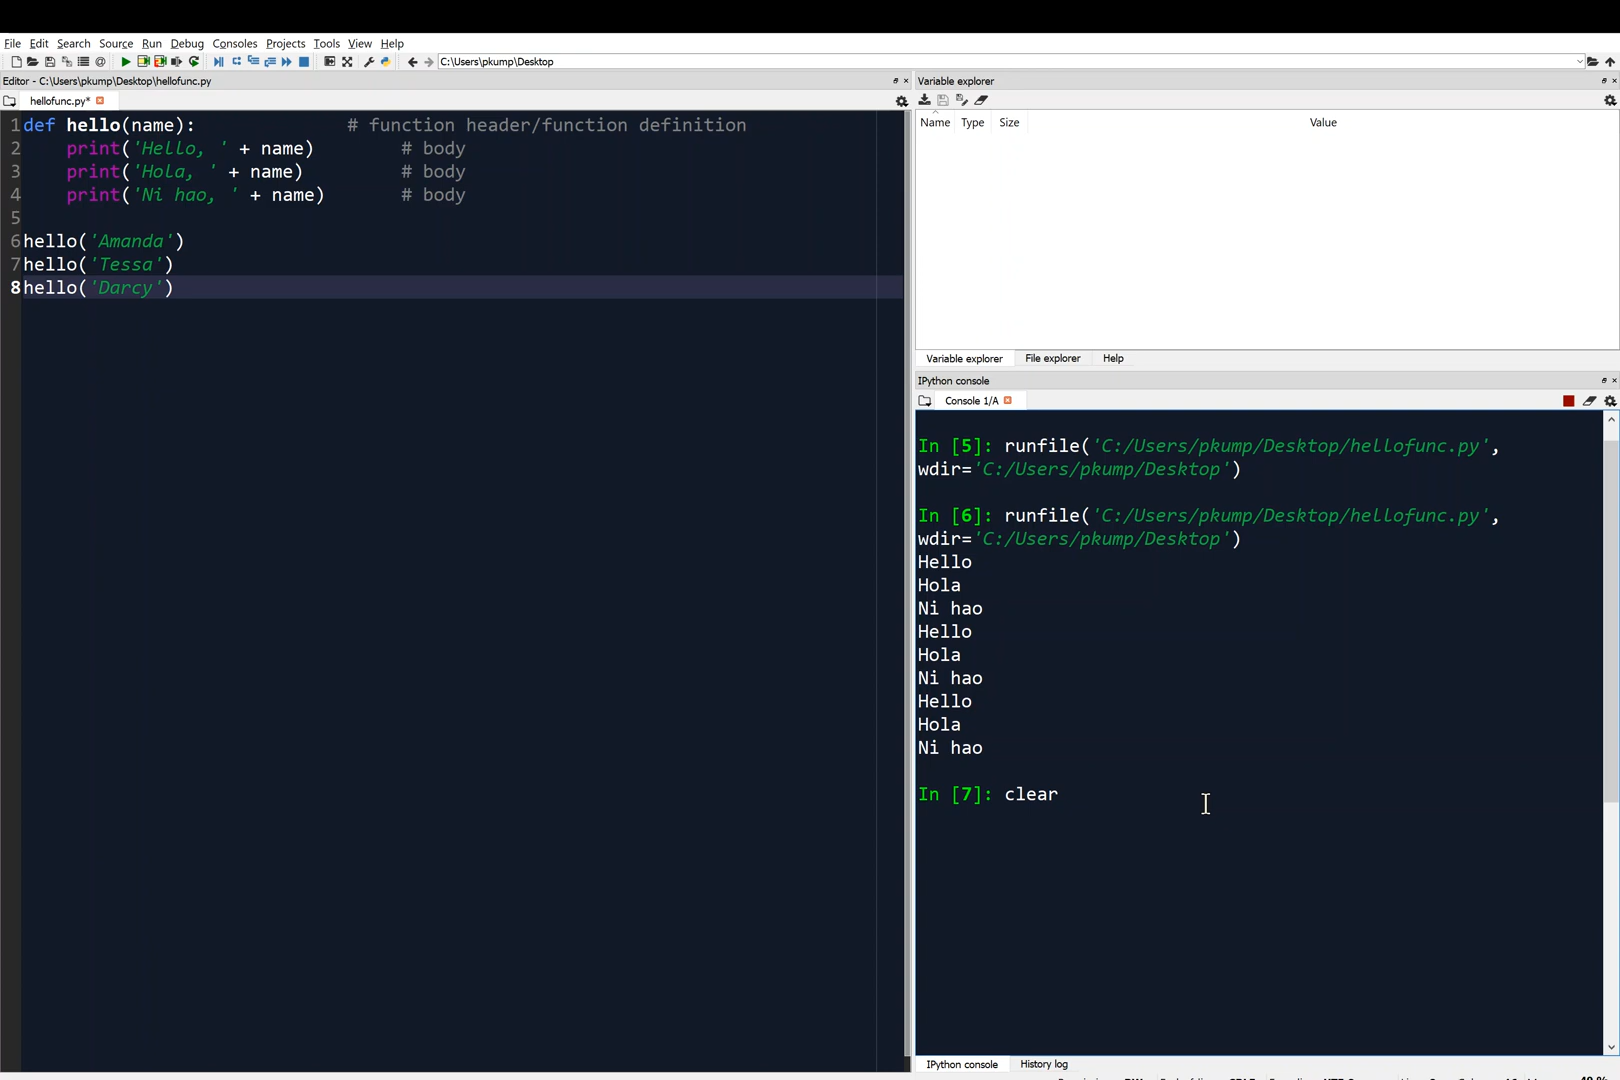 File Edit Search Source Run Debug Consoles Projects Tools View Help
C:\Users\pkump\Desktop
Editor - C:\Users\pkump\Desktop\hellofunc.py
hellofunc.py*
1 def hello(name):              # function header/function definition
2     print('Hello, ' + name)        # body
3     print('Hola, ' + name)         # body
4     print('Ni hao, ' + name)       # body
5
6 hello('Amanda')
7 hello('Tessa')
8 hello('Darcy')
Variable explorer
Name Type Size Value
Variable explorer File explorer Help
IPython console
Console 1/A
In [5]: runfile('C:/Users/pkump/Desktop/hellofunc.py',
wdir='C:/Users/pkump/Desktop')
In [6]: runfile('C:/Users/pkump/Desktop/hellofunc.py',
wdir='C:/Users/pkump/Desktop')
Hello
Hola
Ni hao
Hello
Hola
Ni hao
Hello
Hola
Ni hao
In [7]: clear
IPython console History log